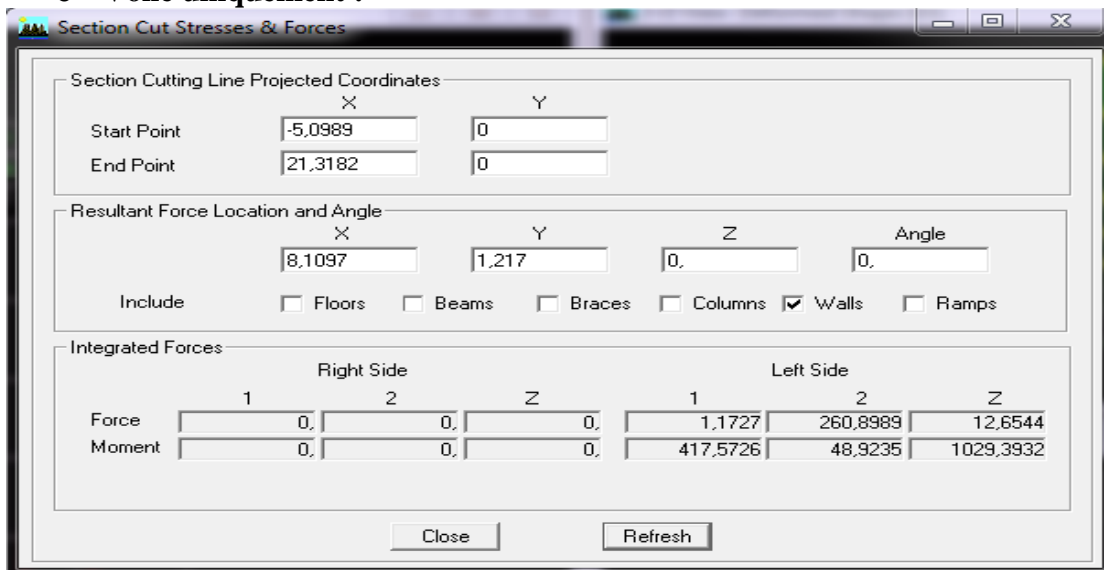 Voile uniquement :
Section Cut Stresses & Forces
Section Cutting Line Projected Coordinates
X Y
Start Point -5,0989 0
End Point 21,3182 0
Resultant Force Location and Angle
X Y Z Angle
8,1097 1,217 0, 0,
Include Floors Beams Braces Columns Walls Ramps
Integrated Forces
Right Side Left Side
1 2 Z 1 2 Z
Force 0, 0, 0, 1,1727 260,8989 12,6544
Moment 0, 0, 0, 417,5726 48,9235 1029,3932
Close Refresh